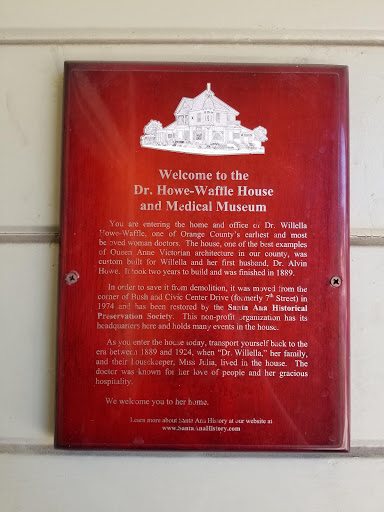 Welcome to the
Dr. Howe-Waffle House
and Medical Museum
You are entering the home and office of Dr. Willella
Howe-Waffle, one of Orange County's earliest and most
beloved woman doctors. The house, one of the best examples
of Queen Anne Victorian architecture in our county, was
custom built for Willella and her first husband, Dr. Alvin
Howe. It took two years to build and was finished in 1889.
In order to save it from demolition, it was moved from the
corner of Bush and Civic Center Drive (formerly 7th Street) in
1974 and has been restored by the Santa Ana Historical
Preservation Society. This non-profit organization has its
headquarters here and holds many events in the house.
As you enter the house today, transport yourself back to the
era between 1889 and 1924, when "Dr. Willella," her family,
and their housekeeper, Miss Julia, lived in the house. The
doctor was known for her love of people and her gracious
hospitality.
We welcome you to her home.
Learn more about Santa Ana History at our website at
www.SantaAnaHistory.com